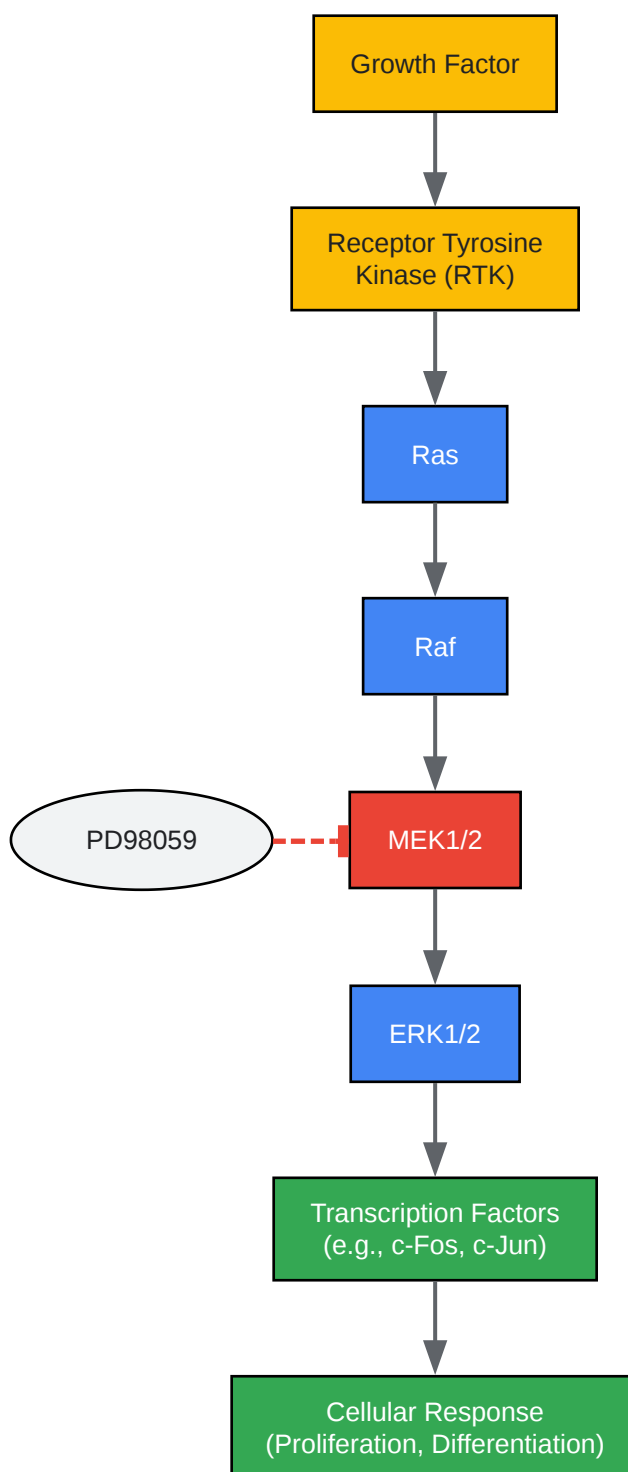 Growth Factor
Receptor Tyrosine
Kinase (RTK)
Ras
Raf
PD98059
MEK1/2
ERK1/2
Transcription Factors
(e.g., c-Fos, c-Jun)
Cellular Response
(Proliferation, Differentiation)